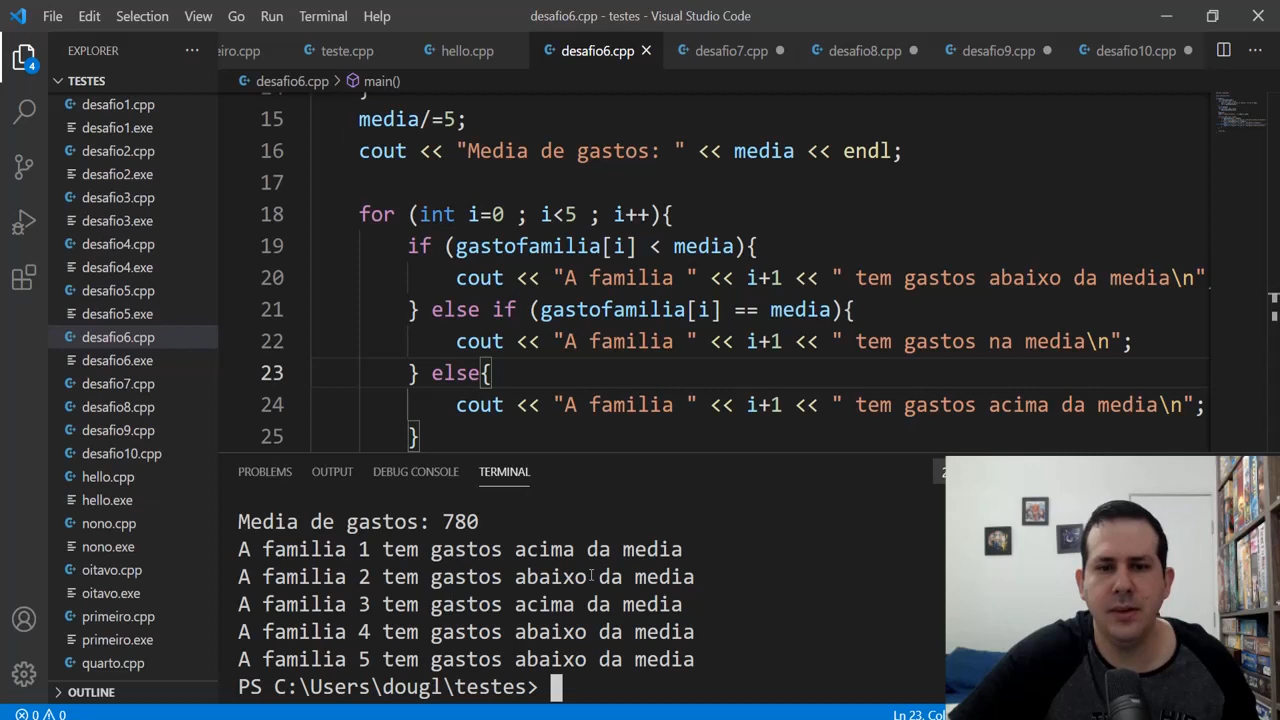 File Edit Selection View Go Run Terminal Help desafio6.cpp - testes - Visual Studio Code
EXPLORER
teste.cpp hello.cpp desafio6.cpp desafio7.cpp desafio8.cpp desafio9.cpp desafio10.cpp
4
TESTES
desafio6.cpp > main()
desafio1.cpp
desafio1.exe
desafio2.cpp
desafio2.exe
desafio3.cpp
desafio3.exe
desafio4.cpp
desafio4.exe
desafio5.cpp
desafio5.exe
desafio6.cpp
desafio6.exe
desafio7.cpp
desafio8.cpp
desafio9.cpp
desafio10.cpp
hello.cpp
hello.exe
nono.cpp
nono.exe
oitavo.cpp
oitavo.exe
primeiro.cpp
primeiro.exe
quarto.cpp
OUTLINE
15 media/=5;
16 cout << "Media de gastos: " << media << endl;
17
18 for (int i=0 ; i<5 ; i++){
19 if (gastofamilia[i] < media){
20 cout << "A familia " << i+1 << " tem gastos abaixo da media\n"
21 } else if (gastofamilia[i] == media){
22 cout << "A familia " << i+1 << " tem gastos na media\n";
23 } else{
24 cout << "A familia " << i+1 << " tem gastos acima da media\n";
25 }
PROBLEMS OUTPUT DEBUG CONSOLE TERMINAL
Media de gastos: 780
A familia 1 tem gastos acima da media
A familia 2 tem gastos abaixo da media
A familia 3 tem gastos acima da media
A familia 4 tem gastos abaixo da media
A familia 5 tem gastos abaixo da media
PS C:\Users\dougl\testes>
0 0 Ln 23, Col